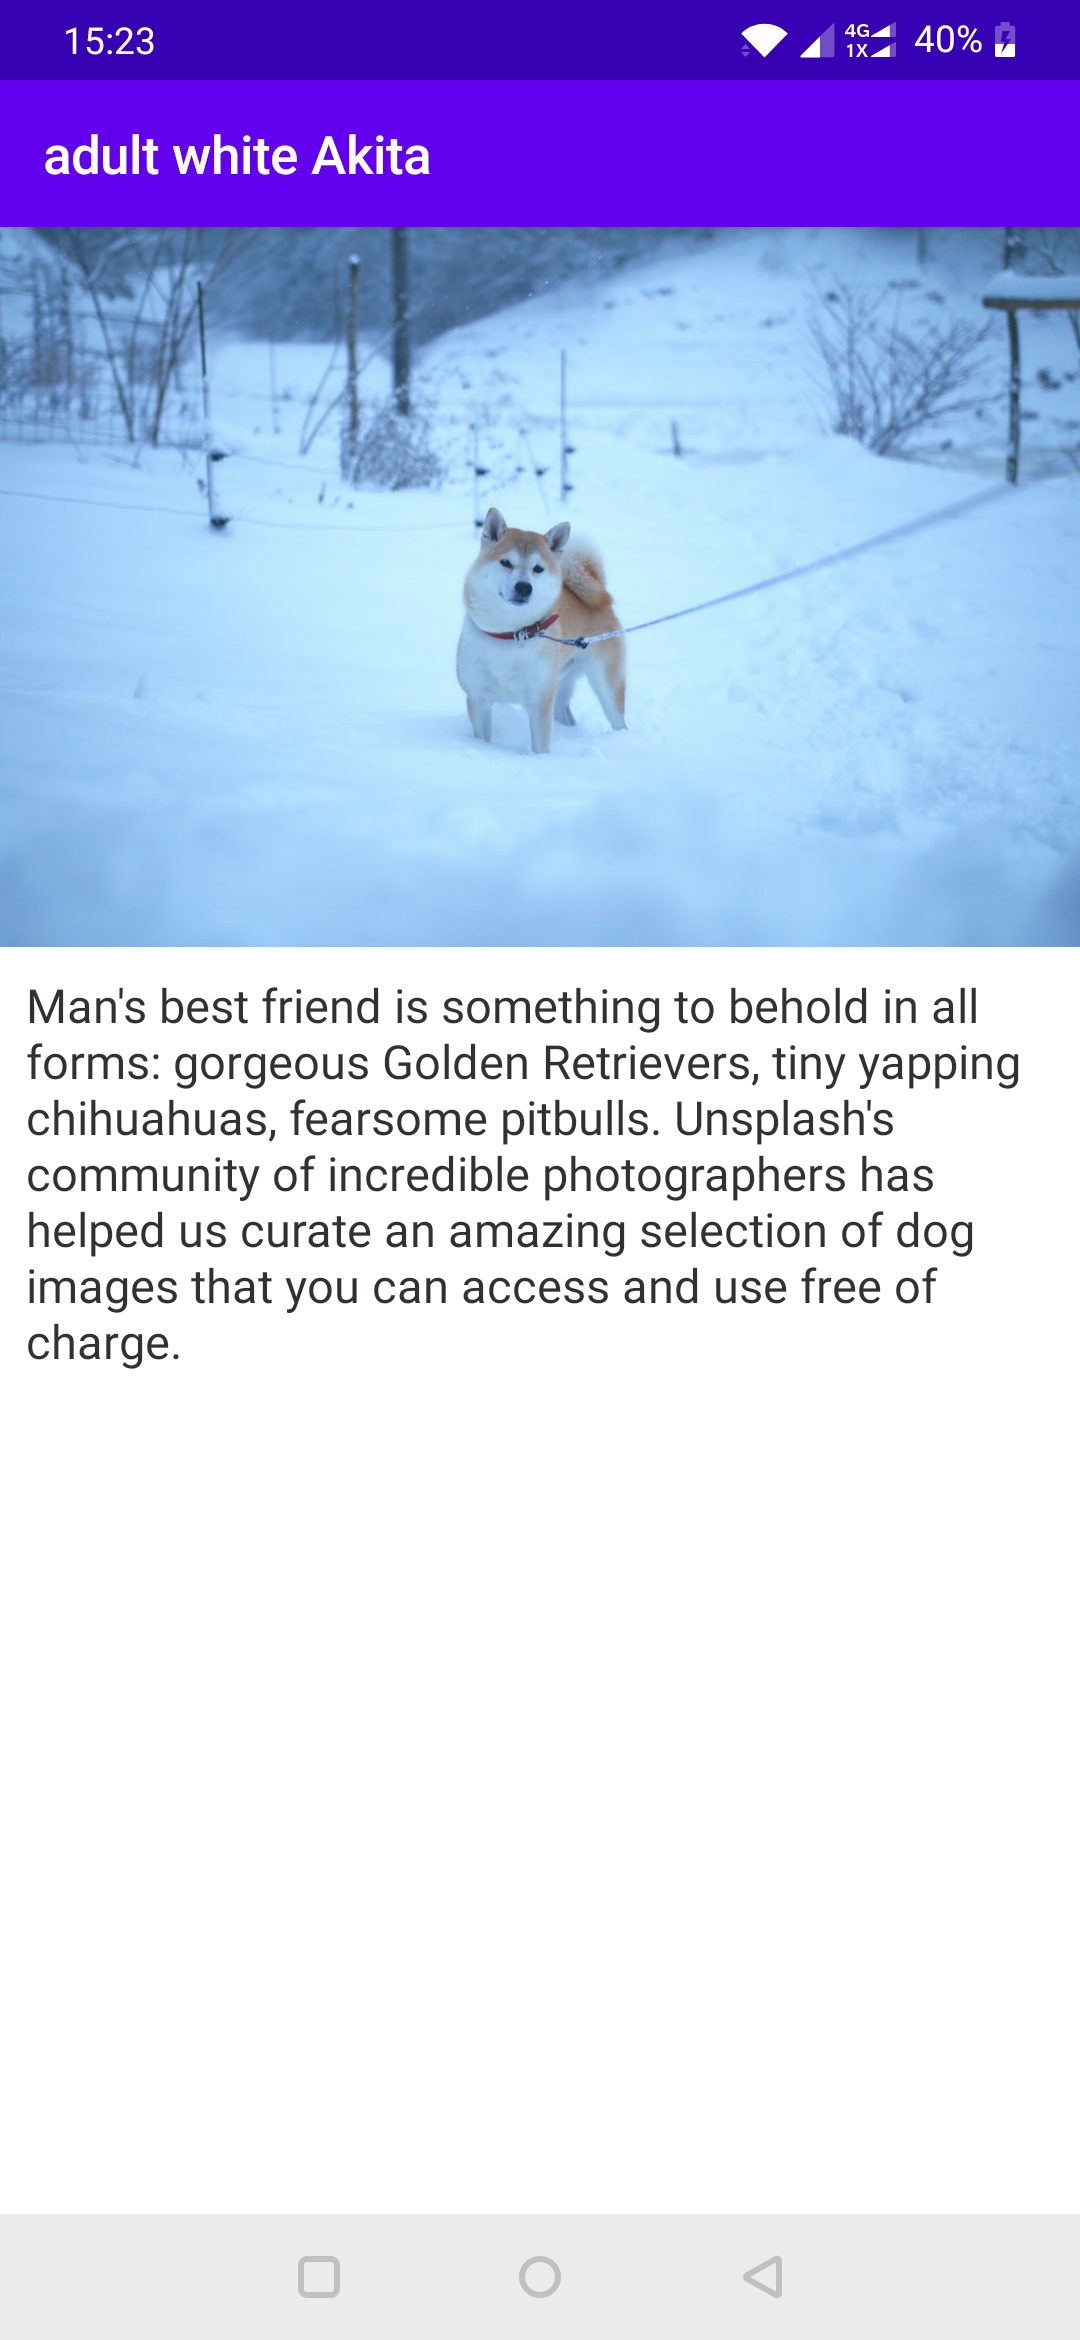 15:23
4G
1X
40%
adult white Akita
Man's best friend is something to behold in all
forms: gorgeous Golden Retrievers, tiny yapping
chihuahuas, fearsome pitbulls. Unsplash's
community of incredible photographers has
helped us curate an amazing selection of dog
images that you can access and use free of
charge.